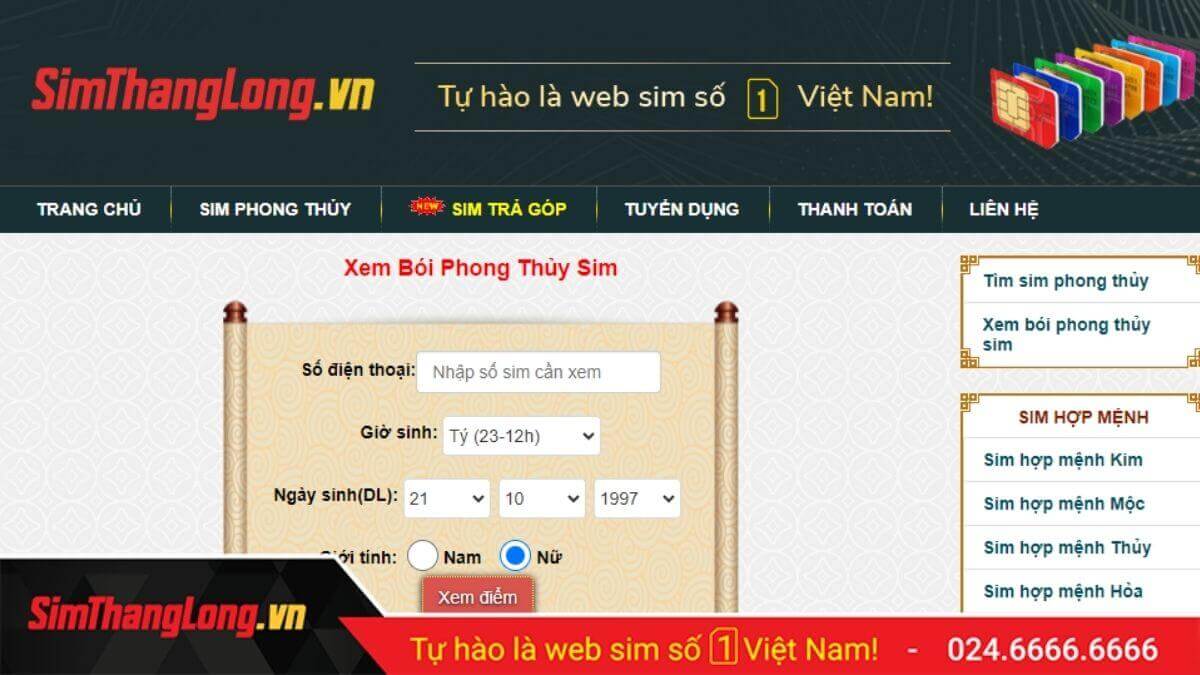 SimThangLong.vn
Tự hào là web sim số 1 Việt Nam!
TRANG CHỦ
SIM PHONG THỦY
NEW SIM TRẢ GÓP
TUYỂN DỤNG
THANH TOÁN
LIÊN HỆ
Xem Bói Phong Thủy Sim
Số điện thoại: Nhập số sim cần xem
Giờ sinh: Tý (23-12h)
Ngày sinh(DL): 21 10 1997
Giới tính: Nam Nữ
Xem điểm
Tìm sim phong thủy
Xem bói phong thủy
sim
SIM HỢP MỆNH
Sim hợp mệnh Kim
Sim hợp mệnh Mộc
Sim hợp mệnh Thủy
Sim hợp mệnh Hỏa
SimThangLong.vn
Tự hào là web sim số 1 Việt Nam! - 024.6666.6666